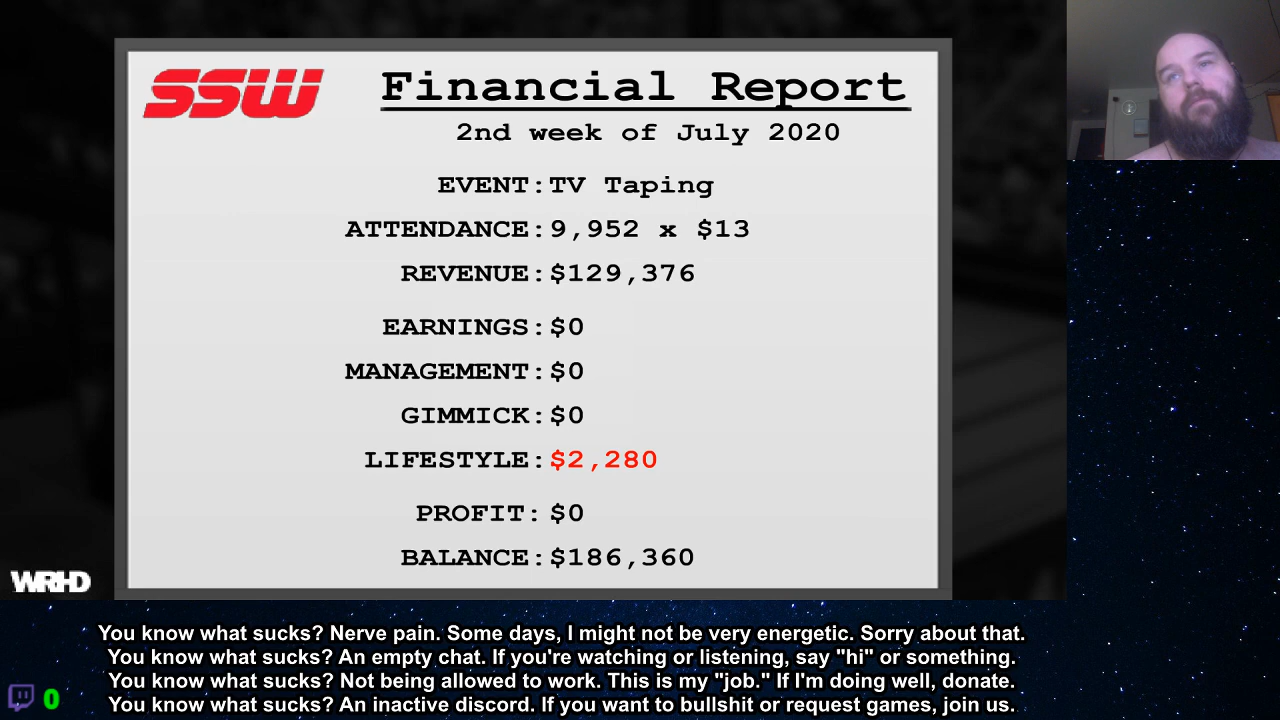 SSW
Financial Report
2nd week of July 2020
EVENT: TV Taping
ATTENDANCE: 9,952 x $13
REVENUE: $129,376
EARNINGS: $0
MANAGEMENT: $0
GIMMICK: $0
LIFESTYLE: $2,280
PROFIT: $0
BALANCE: $186,360
WRHD
You know what sucks? Nerve pain. Some days, I might not be very energetic. Sorry about that.
You know what sucks? An empty chat. If you're watching or listening, say "hi" or something.
You know what sucks? Not being allowed to work. This is my "job." If I'm doing well, donate.
You know what sucks? An inactive discord. If you want to bullshit or request games, join us.
0